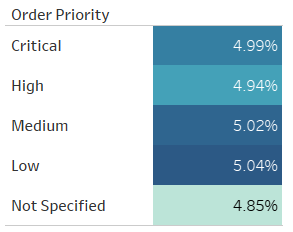 Order Priority
Critical 4.99%
High 4.94%
Medium 5.02%
Low 5.04%
Not Specified 4.85%